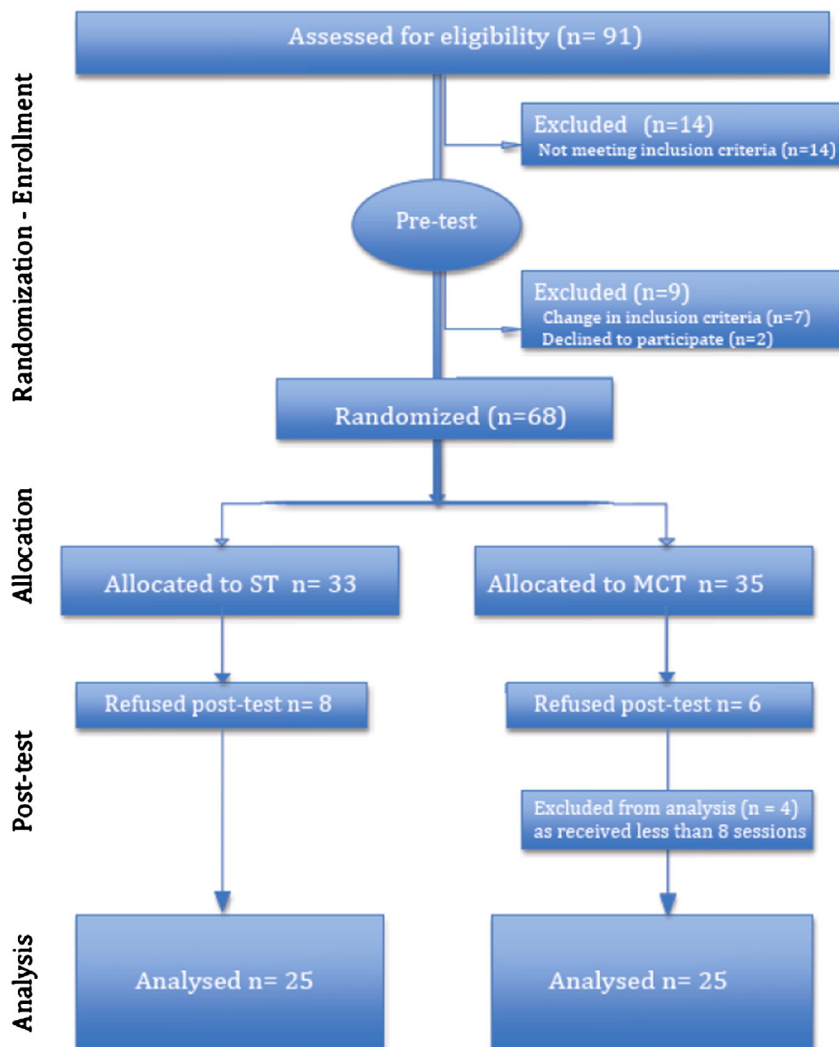 Assessed for eligibility (n= 91)
Excluded (n=14)
Not meeting inclusion criteria (n=14)
Pre-test
Excluded (n=9)
Change in inclusion criteria (n=7)
Declined to participate (n=2)
Randomized (n=68)
Randomization - Enrollment
Allocation
Allocated to ST n= 33
Allocated to MCT n= 35
Post-test
Refused post-test n= 8
Refused post-test n= 6
Excluded from analysis (n = 4)
as received less than 8 sessions
Analysis
Analysed n= 25
Analysed n= 25